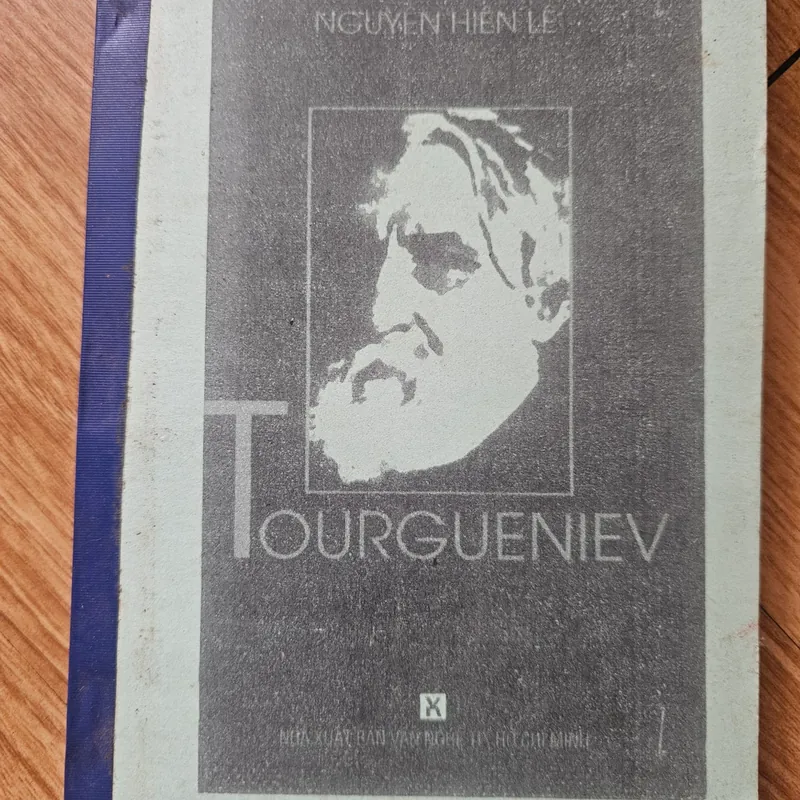 NGUYỄN HIẾN LÊ
TOURGUENIEV
X
NHÀ XUẤT BẢN VĂN NGHỆ TP. HỒ CHÍ MINH